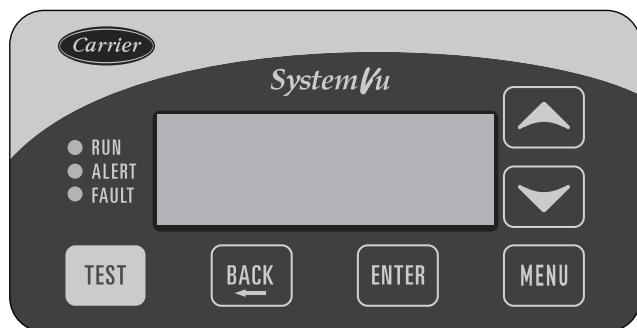 Carrier
SystemVu
RUN
ALERT
FAULT
TEST
BACK
ENTER
MENU